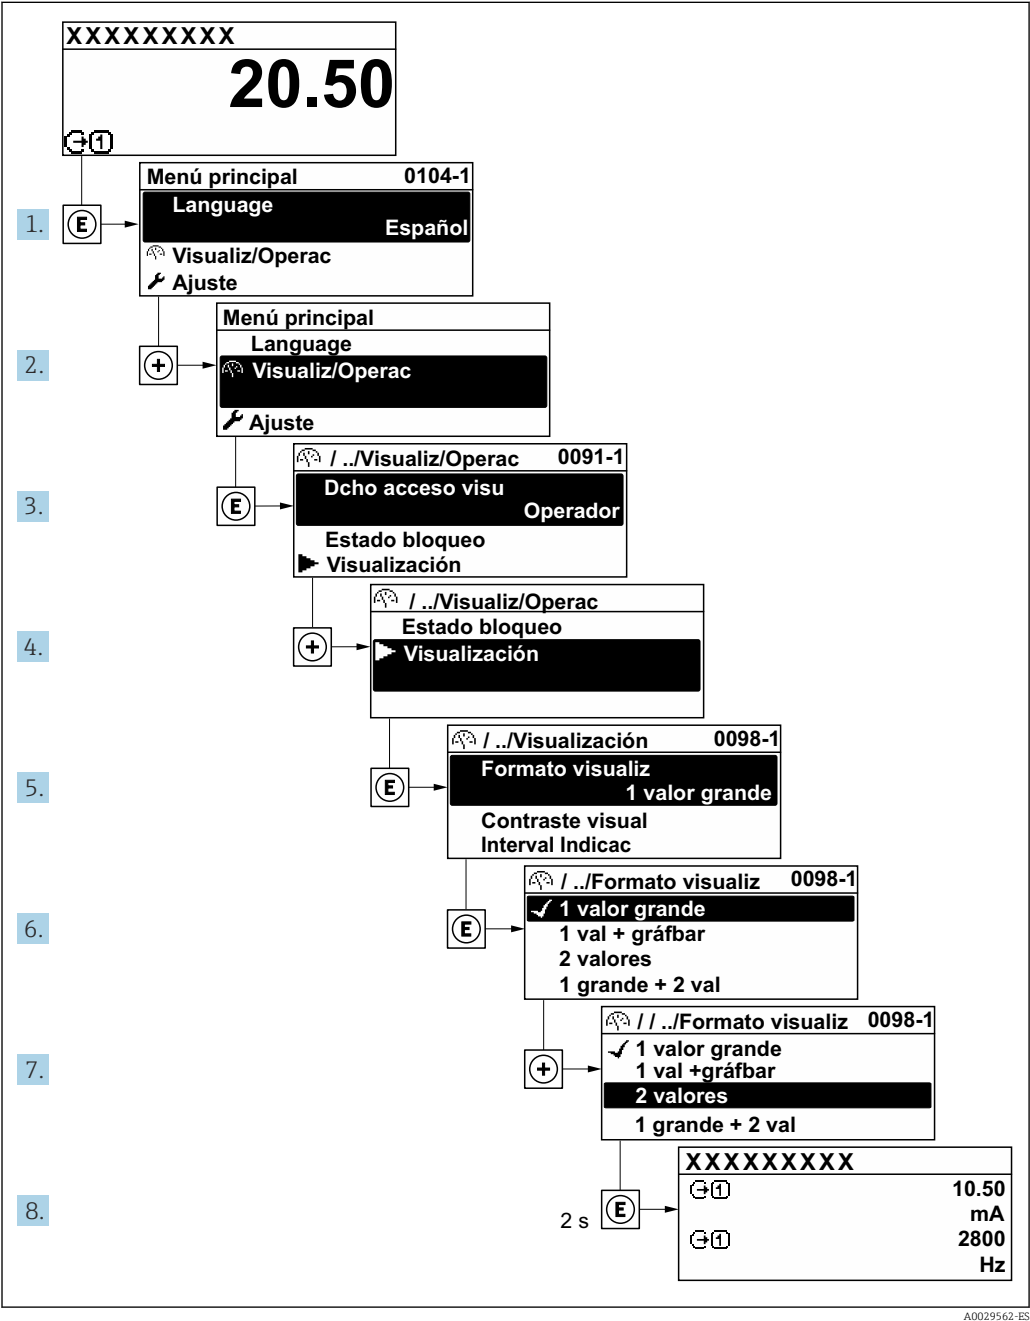 XXXXXXXXX
20.50
1
Menú principal 0104-1
Language
Español
Visualiz/Operac
Ajuste
1. E
Menú principal
Language
Visualiz/Operac
Ajuste
2. +
/ ../Visualiz/Operac 0091-1
Dcho acceso visu
Operador
Estado bloqueo
Visualización
3. E
/ ../Visualiz/Operac
Estado bloqueo
Visualización
4. +
/ ../Visualización 0098-1
Formato visualiz
1 valor grande
Contraste visual
Interval Indicac
5. E
/ ../Formato visualiz 0098-1
1 valor grande
1 val + gráfbar
2 valores
1 grande + 2 val
6. E
/ / ../Formato visualiz 0098-1
1 valor grande
1 val +gráfbar
2 valores
1 grande + 2 val
7. +
XXXXXXXXX
1 10.50
mA
1 2800
Hz
8. 2 s E
A0029562-ES